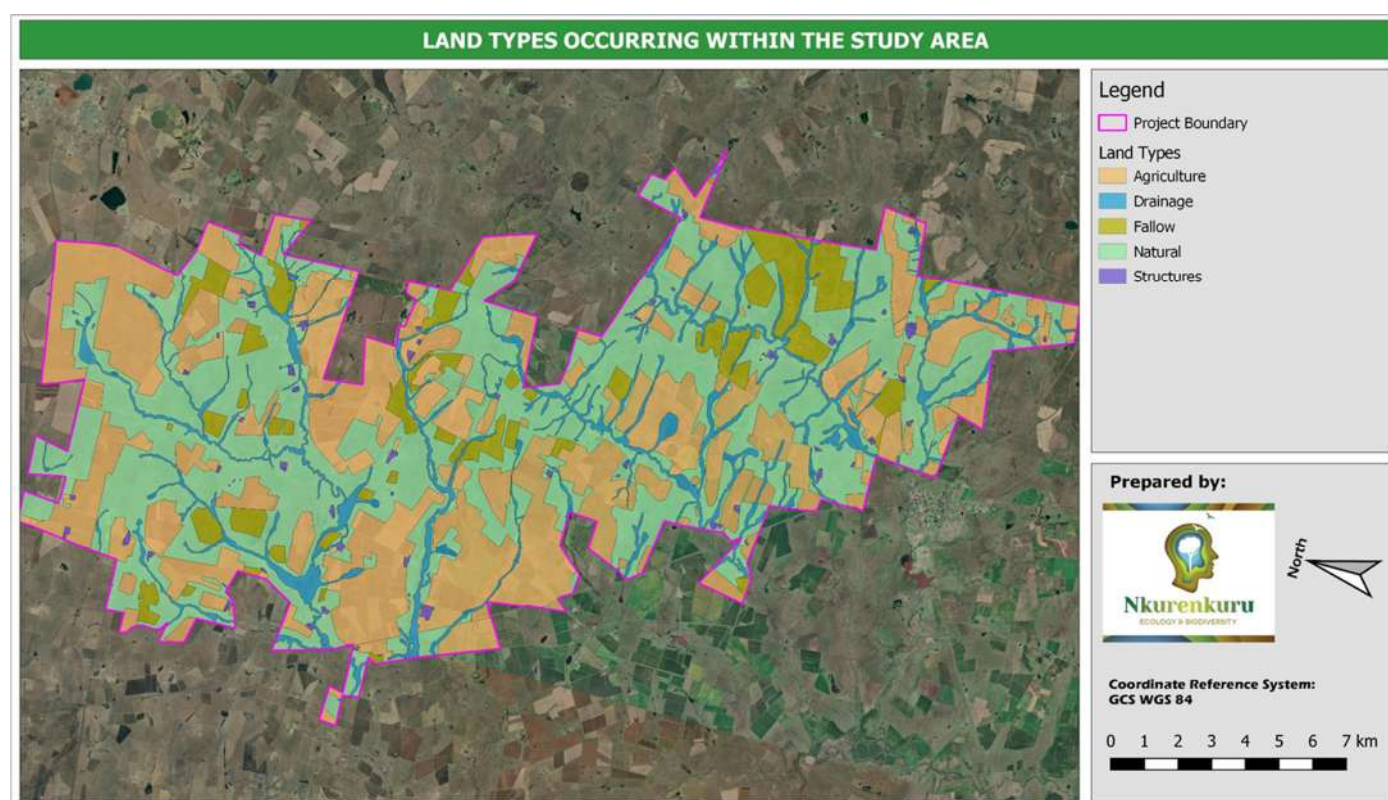 LAND TYPES OCCURRING WITHIN THE STUDY AREA
Legend
Project Boundary
Land Types
Agriculture
Drainage
Fallow
Natural
Structures
Prepared by:
Nkurenkuru
ECOLOGY & BIODIVERSITY
North
Coordinate Reference System:
GCS WGS 84
0 1 2 3 4 5 6 7 km